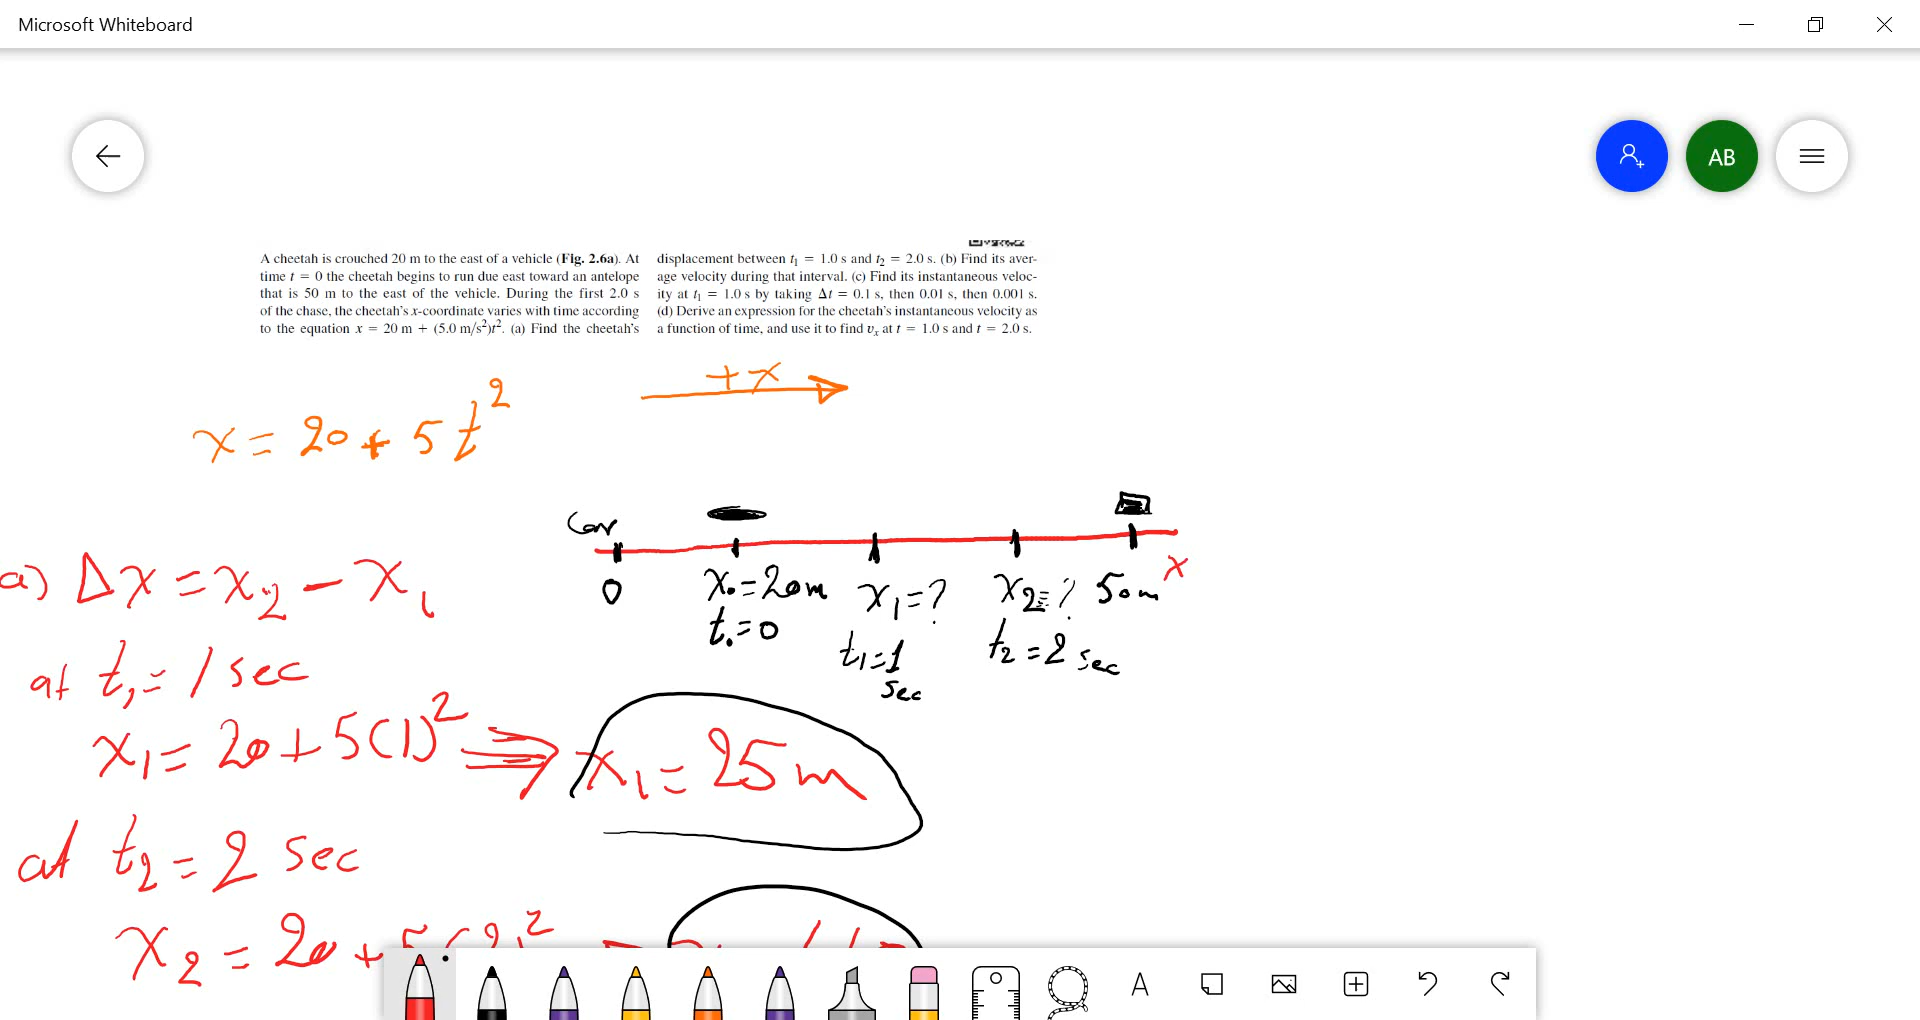 Microsoft Whiteboard
AB
A cheetah is crouched 20 m to the east of a vehicle (Fig. 2.6a). At
time t = 0 the cheetah begins to run due east toward an antelope
that is 50 m to the east of the vehicle. During the first 2.0 s
of the chase, the cheetah's x-coordinate varies with time according
to the equation x = 20 m + (5.0 m/s²)t². (a) Find the cheetah's
displacement between t₁ = 1.0 s and t₂ = 2.0 s. (b) Find its aver-
age velocity during that interval. (c) Find its instantaneous veloc-
ity at t₁ = 1.0 s by taking Δt = 0.1 s, then 0.01 s, then 0.001 s.
(d) Derive an expression for the cheetah's instantaneous velocity as
a function of time, and use it to find vₓ at t = 1.0 s and t = 2.0 s.
+x
x = 20 + 5 t²
Car
0
x₀ = 20m
t₀ = 0
x₁ = ?
t₁ = 1
sec
x₂ = ?
t₂ = 2 sec
50m
x
a) Δx = x₂ - x₁
at t₁ = 1 sec
x₁ = 20 + 5(1)² ⇒ x₁ = 25 m
at t₂ = 2 sec
x₂ = 20 + 5(2)²
A